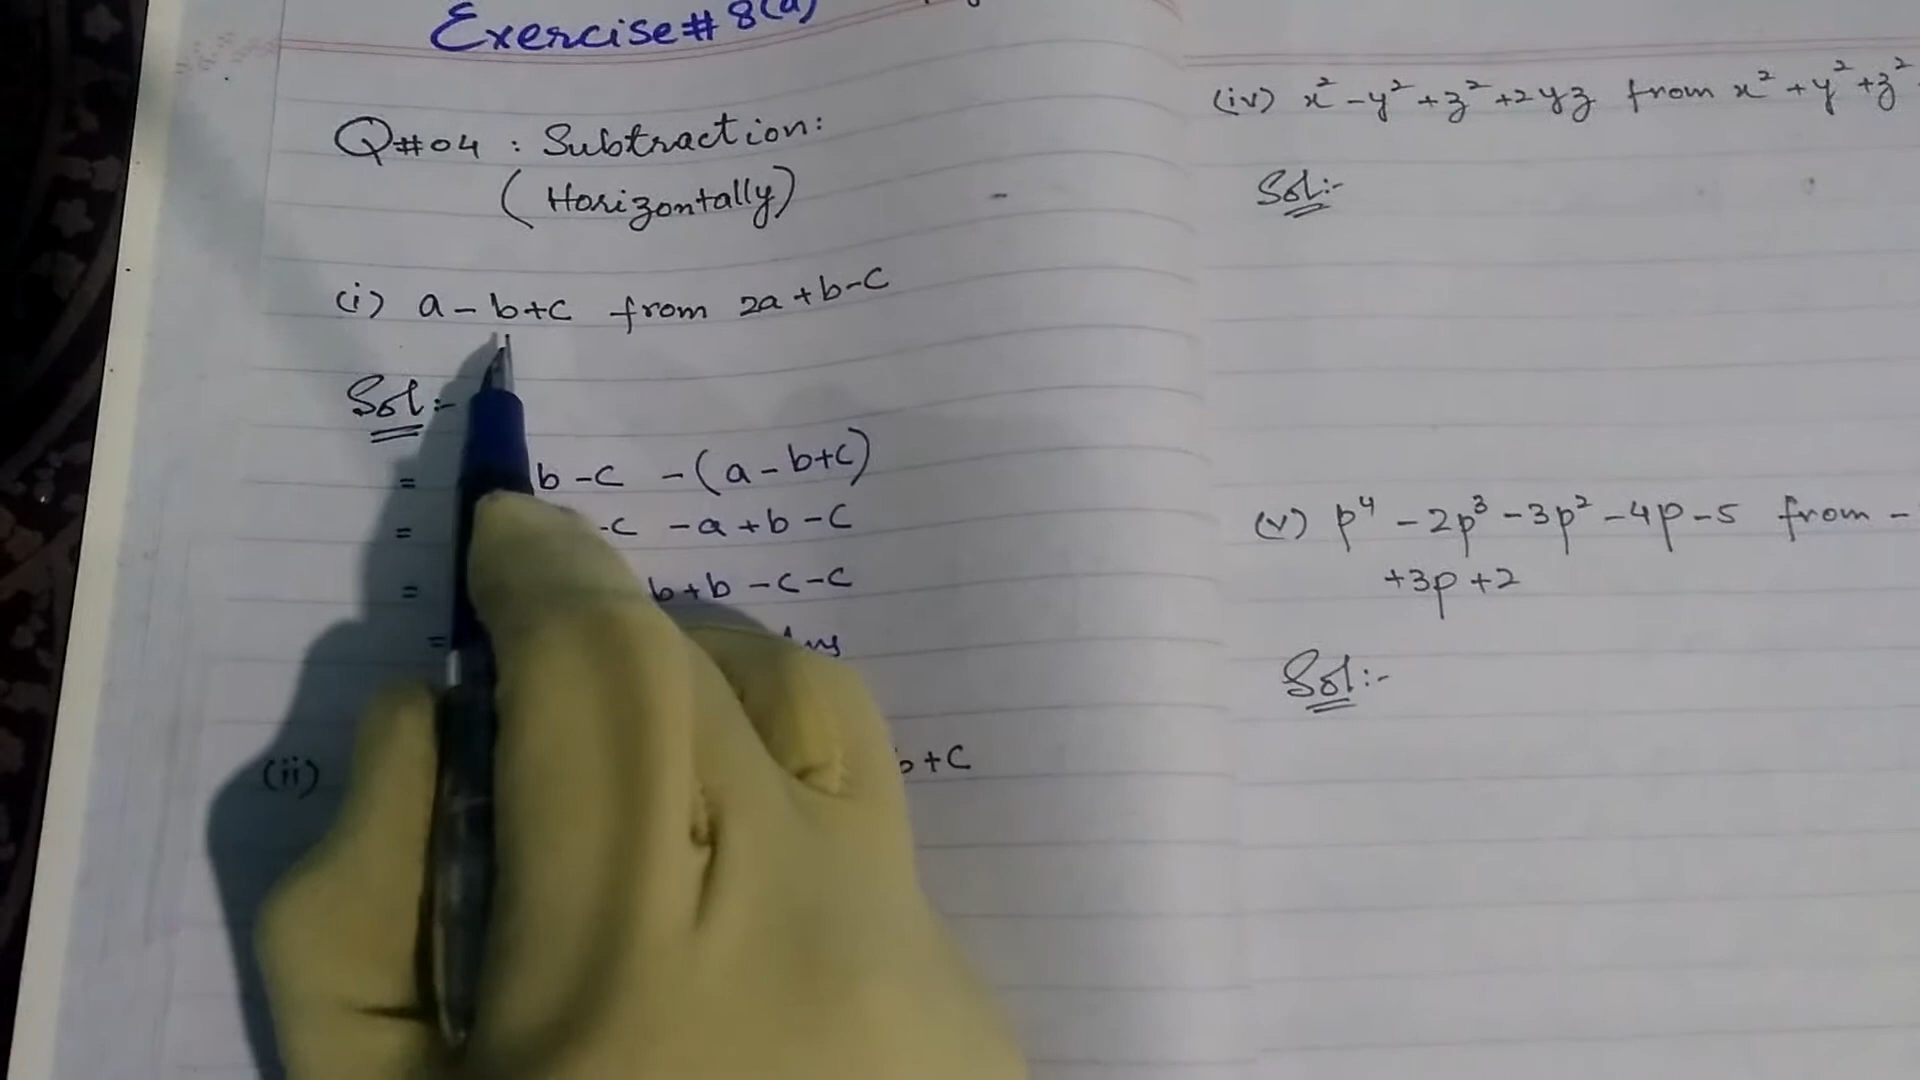 Exercise# 8(a)
Q#04 : Subtraction:
(Horizontally)
(i) a-b+c from 2a+b-c
Sol:-
= b-c -(a-b+c)
= -c -a+b-c
= b+b-c-c
= Ans
(ii) b+c
(iv) x²-y²+z²+2yz from x²+y²+z²
Sol:-
(v) p⁴-2p³-3p²-4p-5 from -
+3p+2
Sol:-